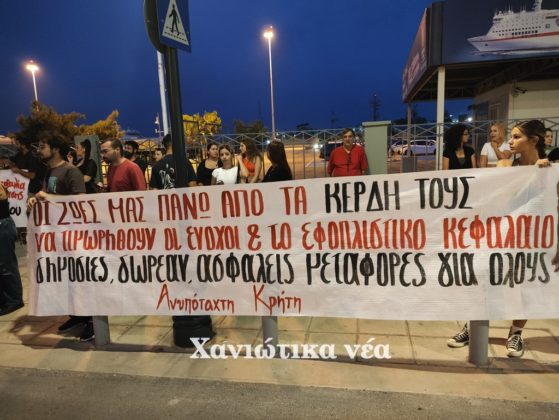 ΟΙ ΖΩΕΣ ΜΑΣ ΠΑΝΩ ΑΠΟ ΤΑ ΚΕΡΔΗ ΤΟΥΣ
ΝΑ ΤΙΜΩΡΗΘΟΥΝ ΟΙ ΕΝΟΧΟΙ & ΤΟ ΕΦΟΠΛΙΣΤΙΚΟ ΚΕΦΑΛΑΙΟ
ΔΗΜΟΣΙΕΣ, ΔΩΡΕΑΝ, ΑΣΦΑΛΕΙΣ ΜΕΤΑΦΟΡΕΣ ΓΙΑ ΟΛΟΥΣ
Ανυπόταχτη Κρήτη
Χανιώτικα νέα